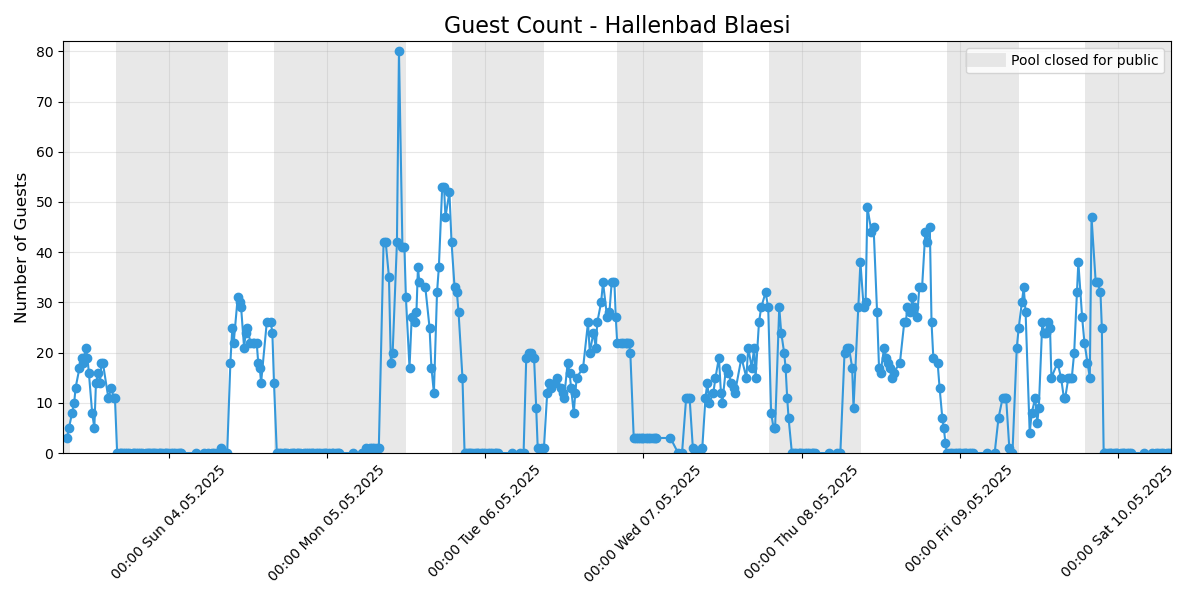 Guest Count - Hallenbad Blaesi
Pool closed for public
Number of Guests
80
70
60
50
40
30
20
10
0
00:00 Sun 04.05.2025
00:00 Mon 05.05.2025
00:00 Tue 06.05.2025
00:00 Wed 07.05.2025
00:00 Thu 08.05.2025
00:00 Fri 09.05.2025
00:00 Sat 10.05.2025